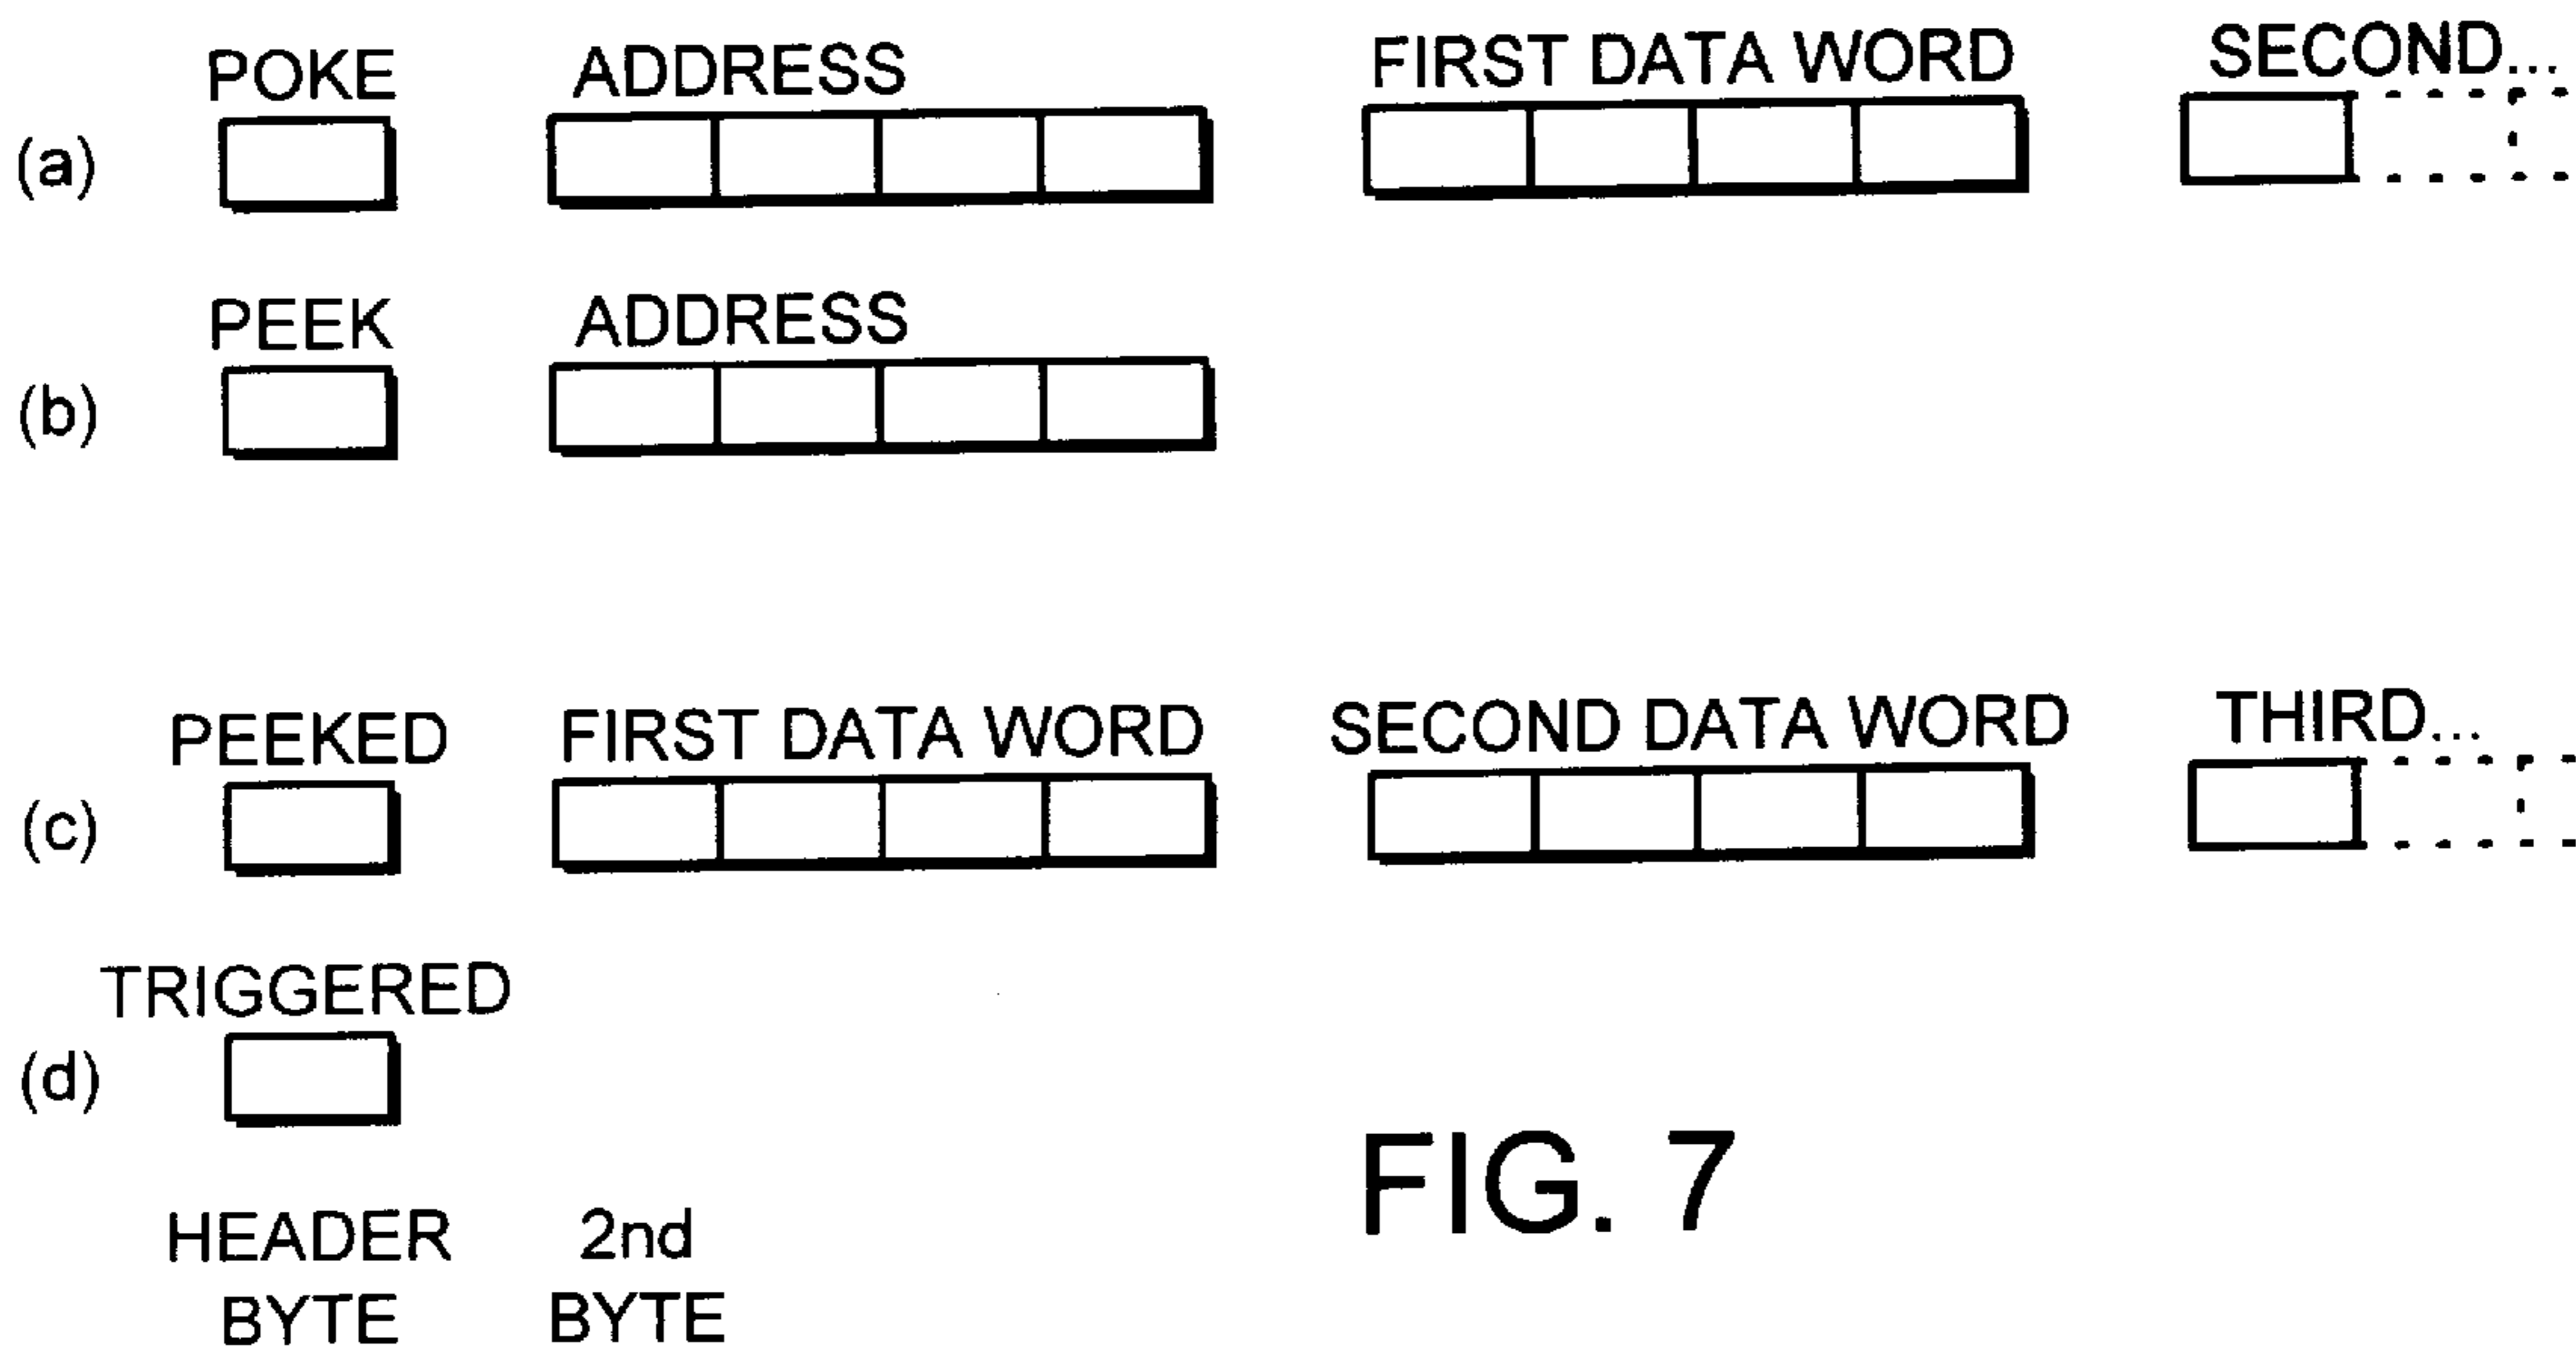 POKE ADDRESS FIRST DATA WORD SECOND...
(a)
PEEK ADDRESS
(b)
PEEKED FIRST DATA WORD SECOND DATA WORD THIRD...
(c)
TRIGGERED
(d)
HEADER BYTE
2nd BYTE
FIG. 7